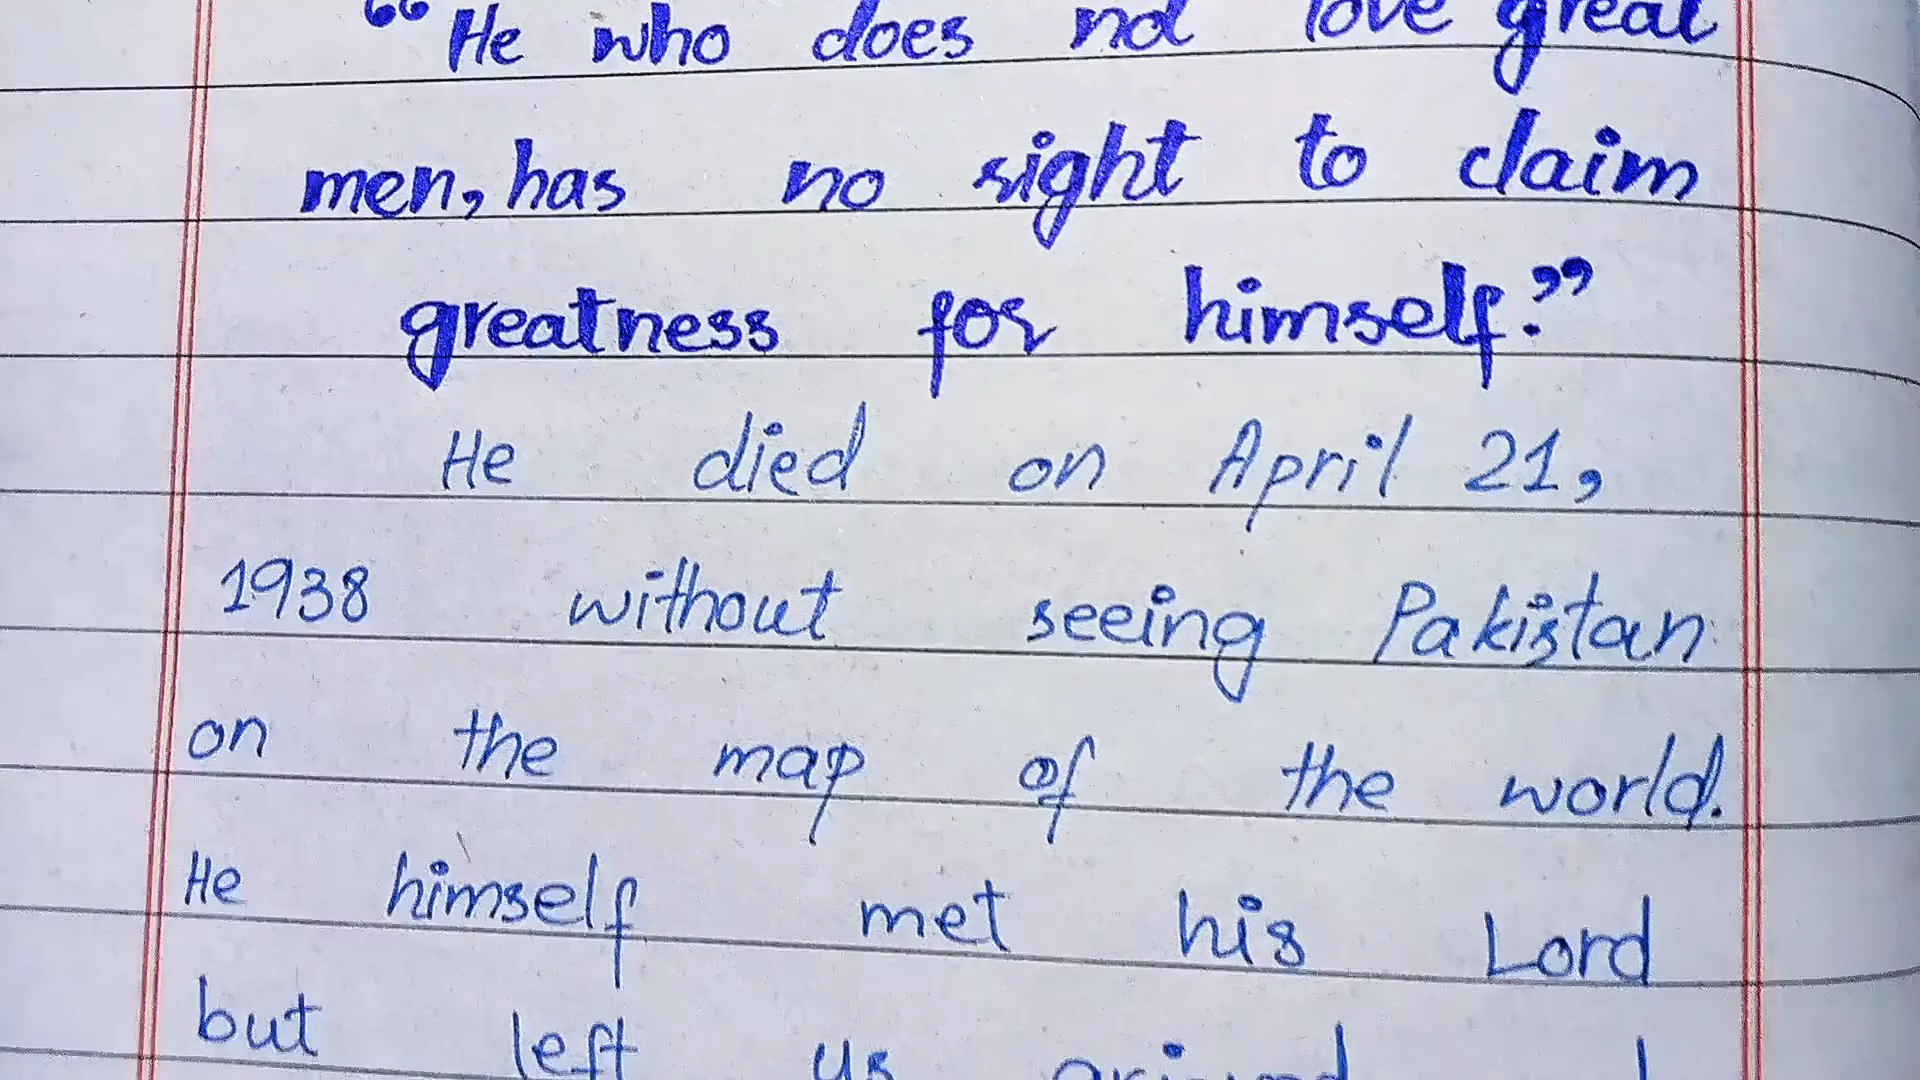 “He who does not love great
men, has no right to claim
greatness for himself.”
He died on April 21,
1938 without seeing Pakistan
on the map of the world.
He himself met his Lord
but left us